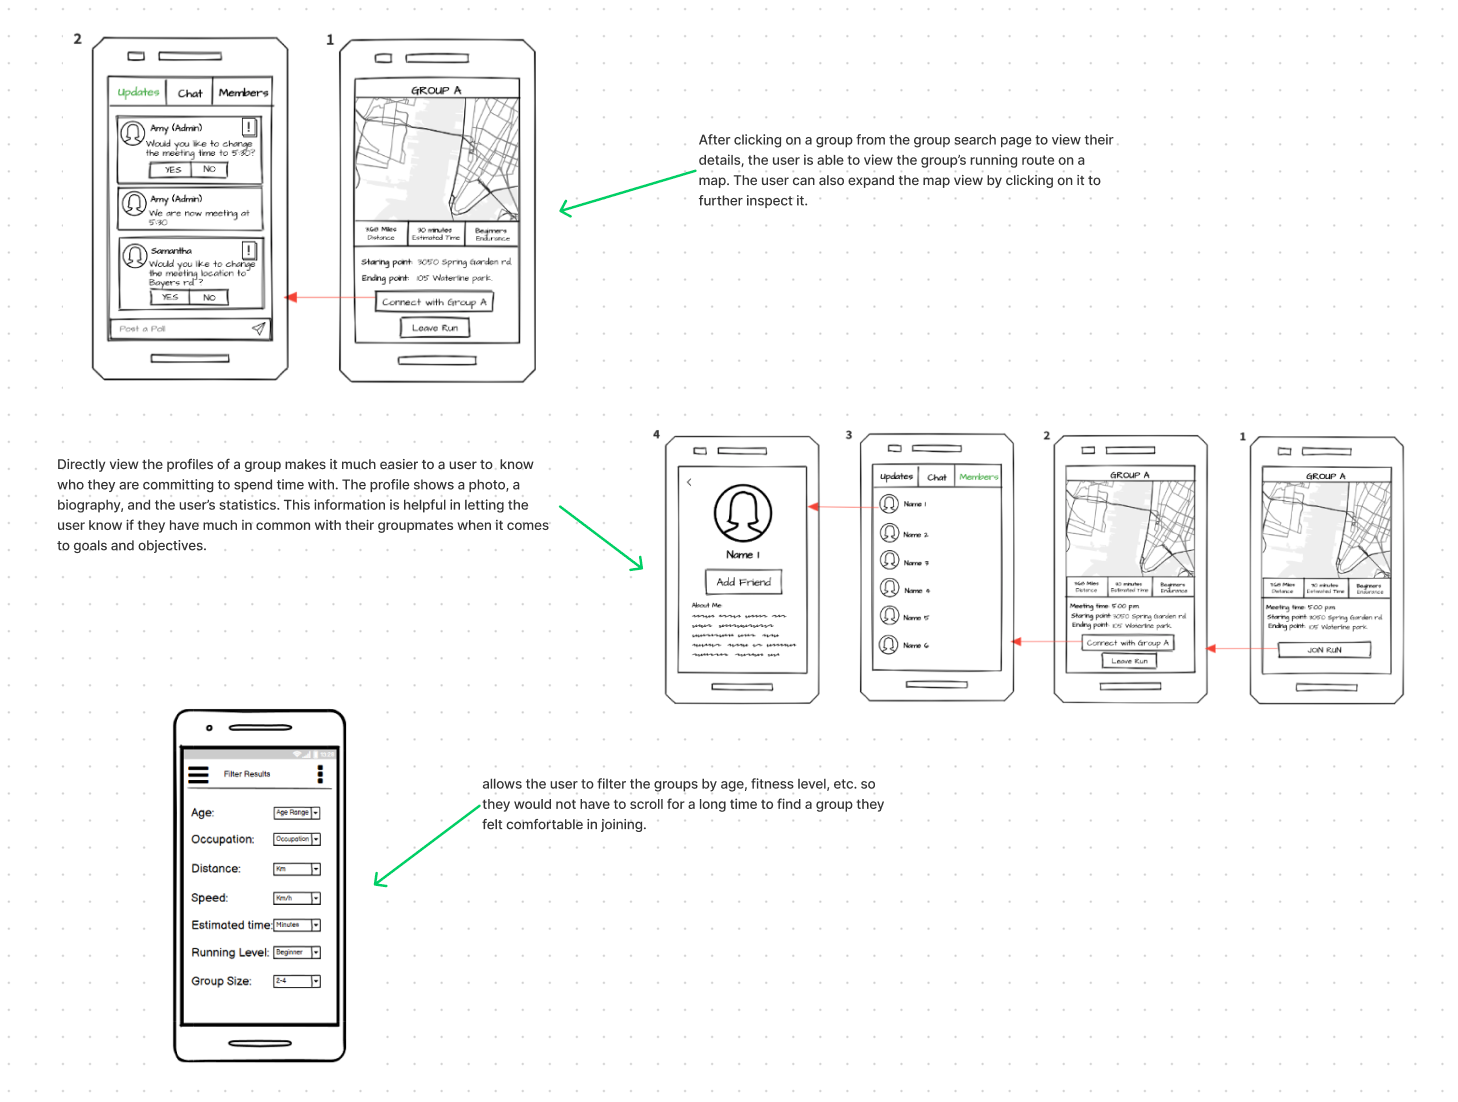 2
Updates Chat Members
Amy (Admin)
!
Would you like to change
the meeting time to 5:30?
YES NO
Amy (Admin)
We are now meeting at
5:30
Samantha
!
Would you like to change
the meeting location to
Bayers rd ?
YES NO
Post a Poll
1
GROUP A
Miles 30 minutes Beginners
Distance Estimated Time Endurance
Staring point: 3050 Spring Garden rd.
Ending point: 105 Waterline park.
Connect with Group A
Leave Run
After clicking on a group from the group search page to view their
details, the user is able to view the group's running route on a
map. The user can also expand the map view by clicking on it to
further inspect it.
Directly view the profiles of a group makes it much easier to a user to know
who they are committing to spend time with. The profile shows a photo, a
biography, and the user's statistics. This information is helpful in letting the
user know if they have much in common with their groupmates when it comes
to goals and objectives.
4
<
Name 1
Add Friend
About Me
3
Updates Chat Members
Name 1
Name 2
Name 3
Name 4
Name 5
Name 6
2
GROUP A
Miles 30 minutes Beginners
Distance Estimated Time Endurance
Meeting time: 5:00 pm
Staring point: 3050 Spring Garden rd.
Ending point: 105 Waterline park.
Connect with Group A
Leave Run
1
GROUP A
Miles 30 minutes Beginners
Distance Estimated Time Endurance
Meeting time: 5:00 pm
Staring point: 3050 Spring Garden rd.
Ending point: 105 Waterline park.
JOIN RUN
Filter Results
Age: Age Range
Occupation: Occupation
Distance: Km
Speed: Km/h
Estimated time: Minutes
Running Level: Beginner
Group Size: 2-4
allows the user to filter the groups by age, fitness level, etc. so
they would not have to scroll for a long time to find a group they
felt comfortable in joining.